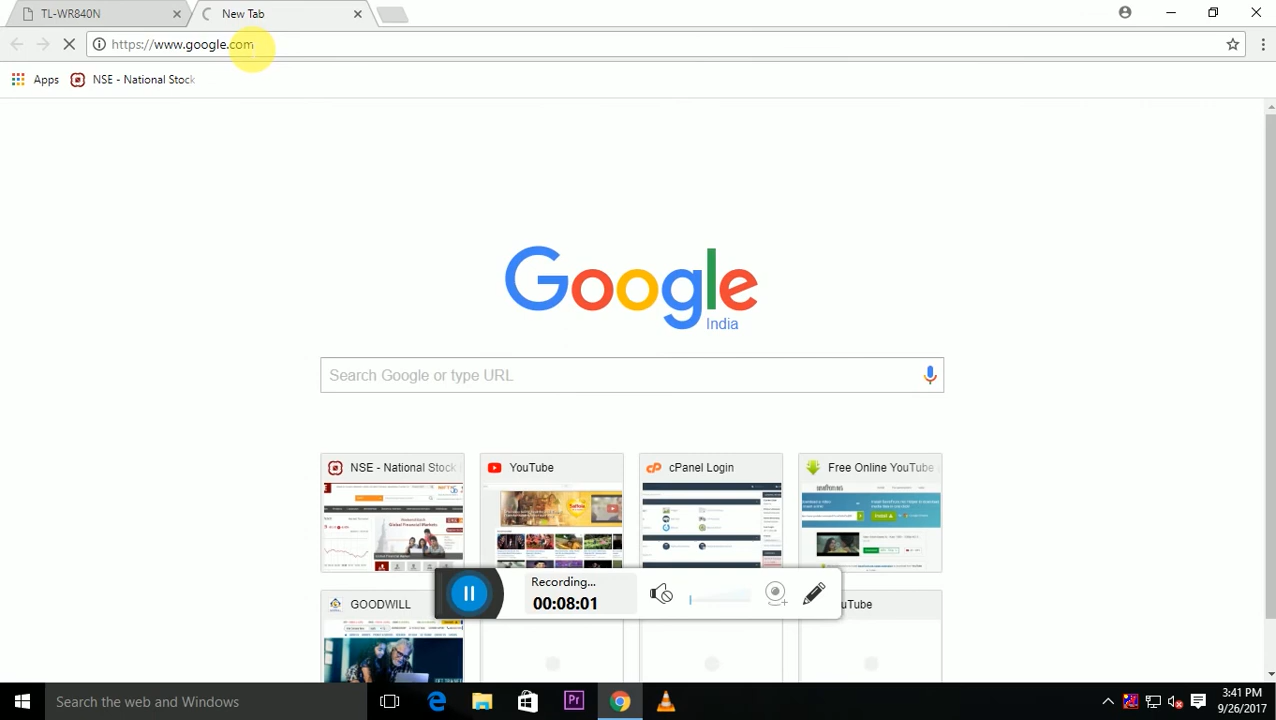 TL-WR840N
New Tab
https://www.google.com
Apps
NSE - National Stock
Google
India
Search Google or type URL
NSE - National Stock
YouTube
cPanel Login
Free Online YouTube
Recording...
00:08:01
GOODWILL
uTube
Search the web and Windows
Pr
3:41 PM
9/26/2017